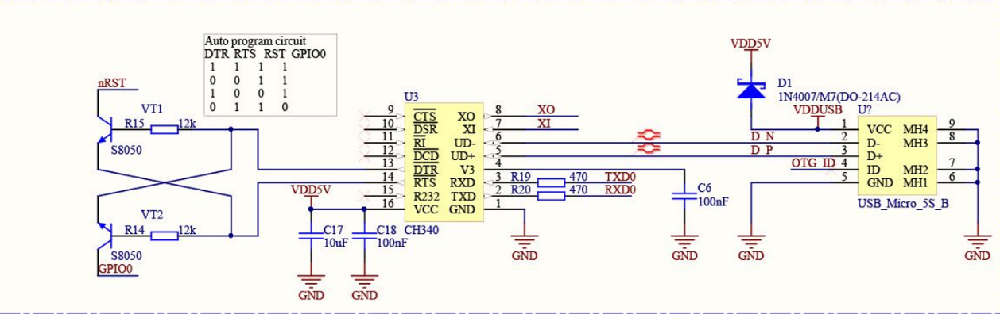 Auto program circuit
DTR RTS RST GPIO0
1 1 1 1
0 0 1 1
1 0 0 1
0 1 1 0
nRST
VT1
R15 12k
S8050
VT2
R14 12k
S8050
GPIO0
VDD5V
C17
10uF
GND
C18
100nF
GND
U3
9 CTS XO 8 XO
10 DSR XI 7 XI
11 RI UD- 6
12 DCD UD+ 5
13 DTR V3 4
14 RTS RXD 3 R19 470 TXD0
15 R232 TXD 2 R20 470 RXD0
16 VCC GND 1
CH340
GND
C6
100nF
GND
VDD5V
D1
1N4007/M7(DO-214AC)
VDDUSB
U?
1 VCC MH4 9
D_N 2 D- MH3 8
D_P 3 D+
OTG_ID 4 ID MH2 7
5 GND MH1 6
USB_Micro_5S_B
GND
GND